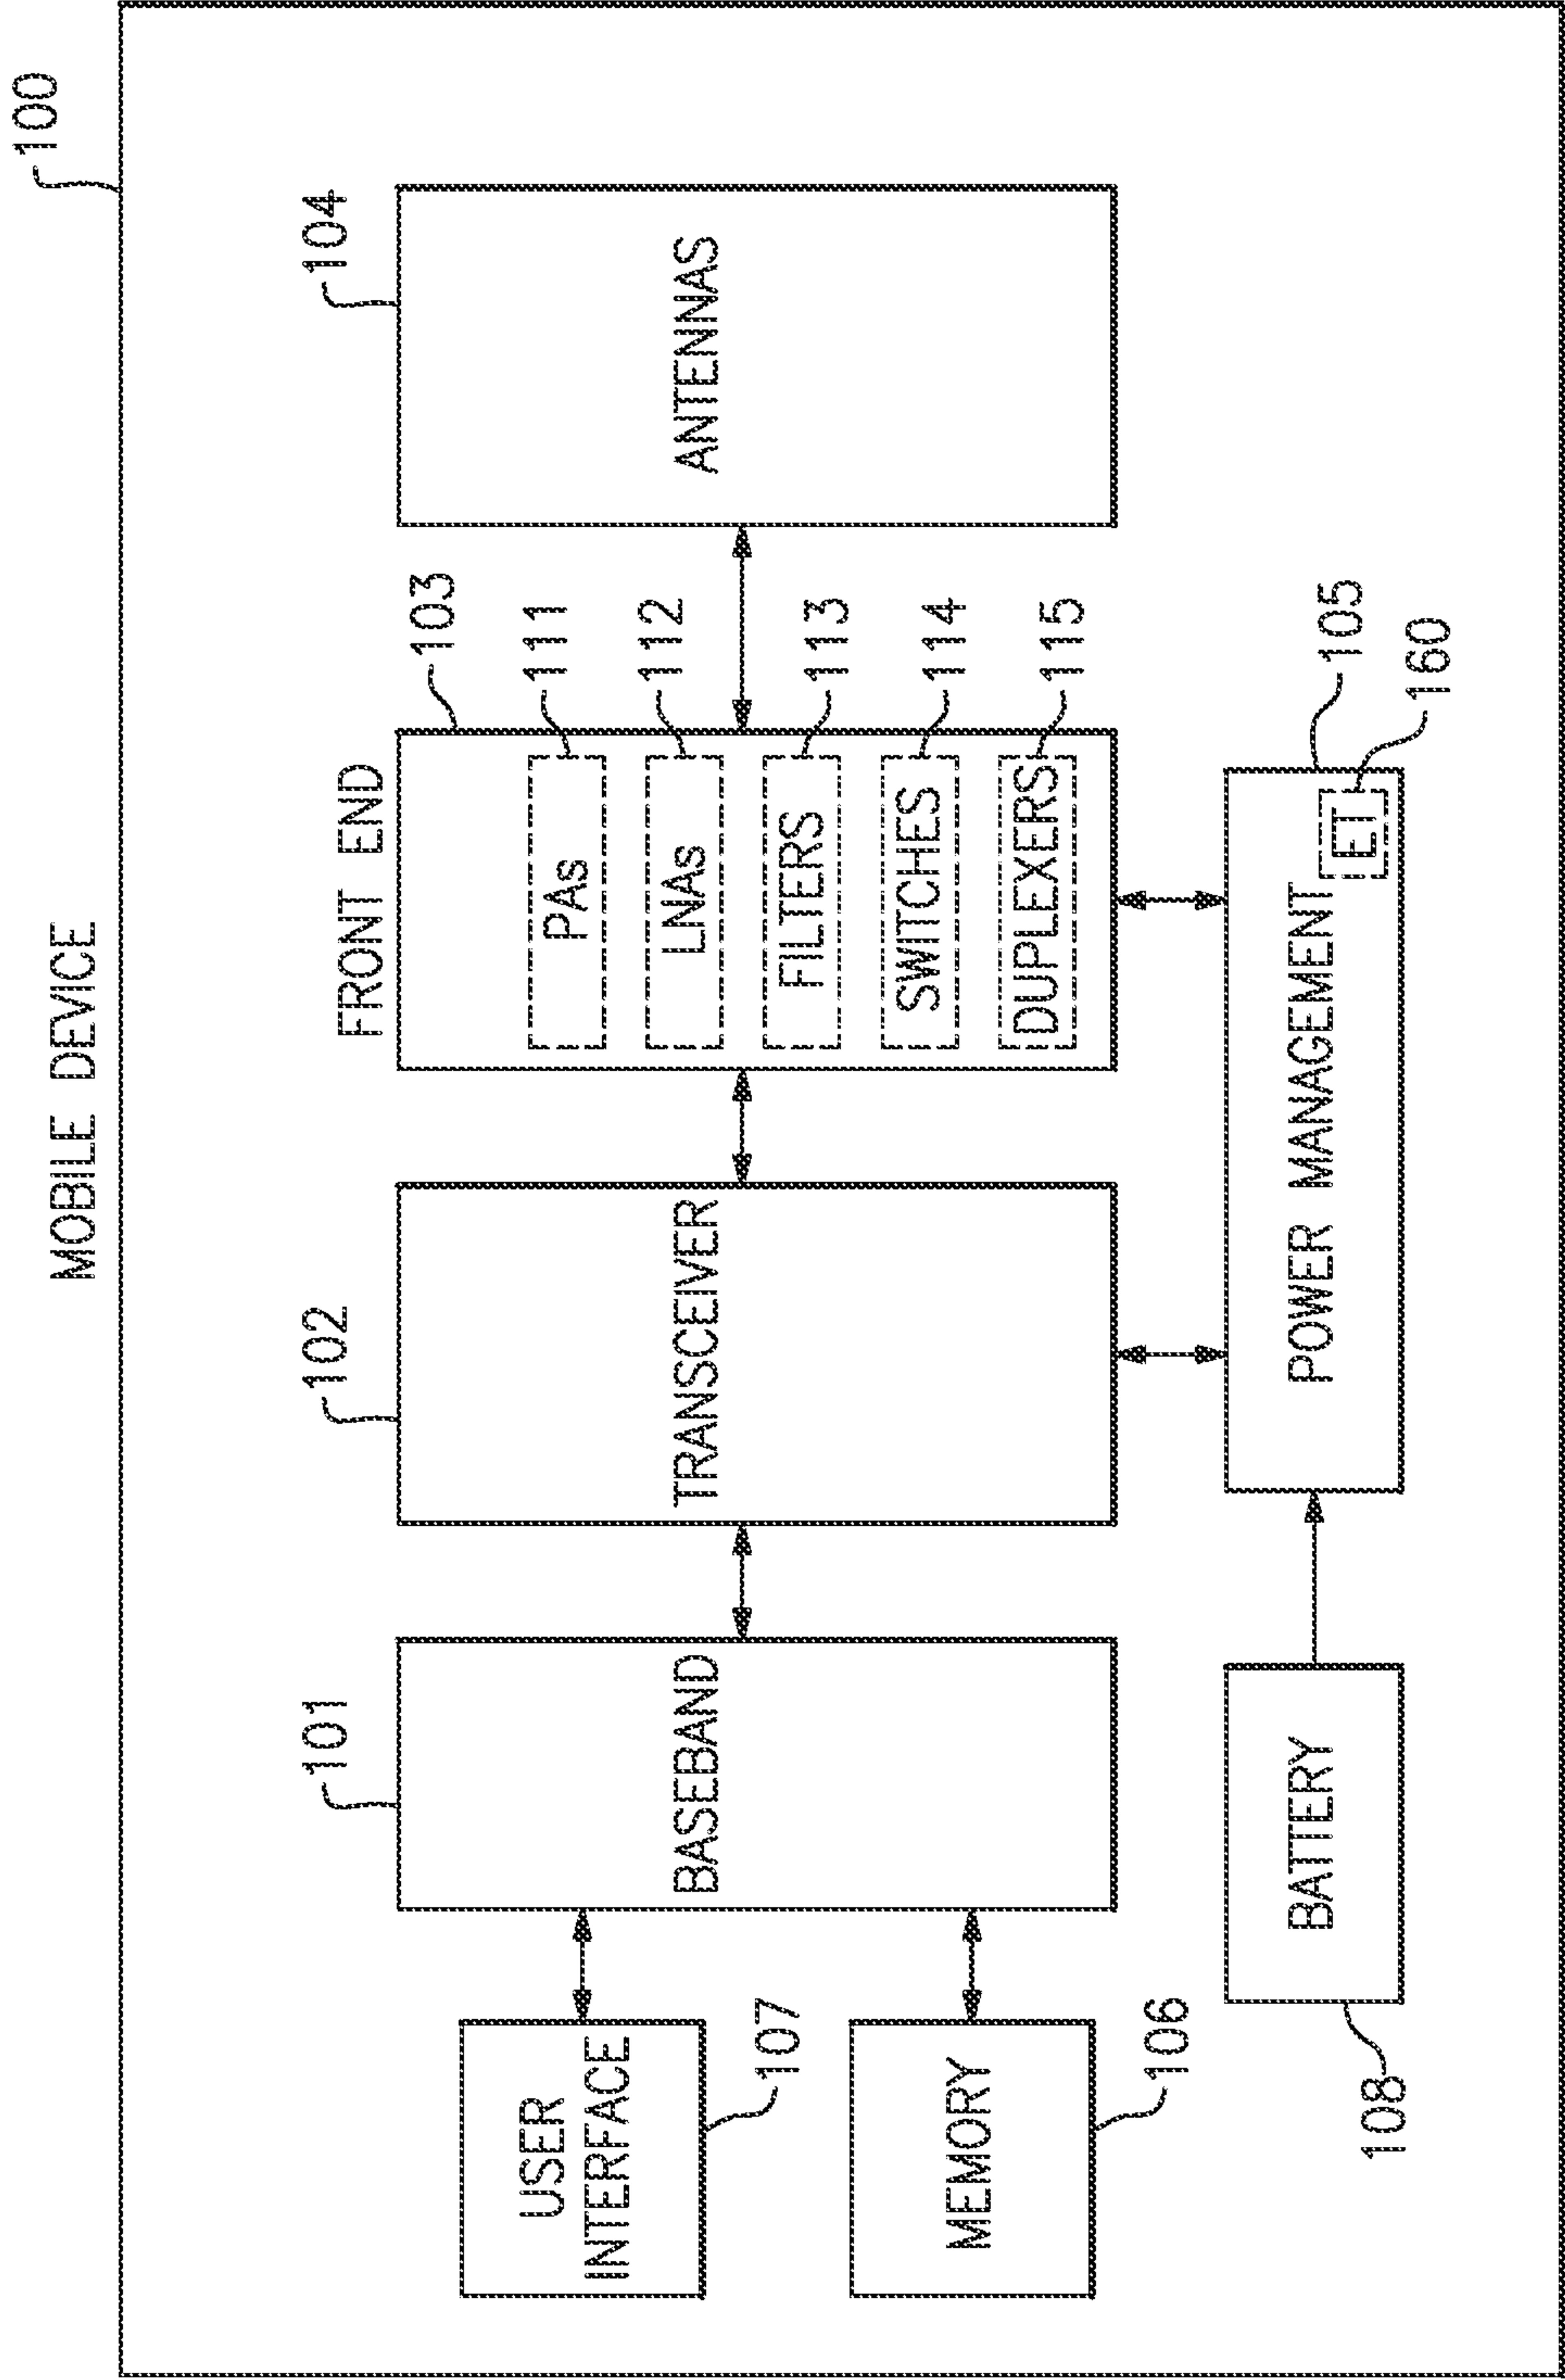 MOBILE DEVICE
100
FRONT END
101
102
103
104
USER
INTERFACE
107
MEMORY
106
BASEBAND
TRANSCEIVER
PAs
111
LNAs
112
FILTERS
113
SWITCHES
114
DUPLEXERS
115
ANTENNAS
BATTERY
108
POWER MANAGEMENT
105
ET
160